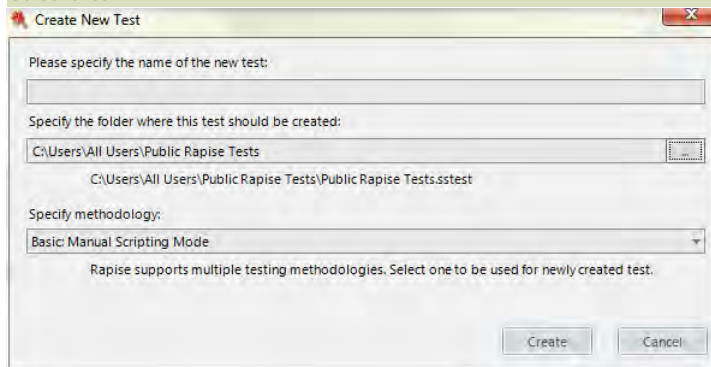 Create New Test
Please specify the name of the new test:
Specify the folder where this test should be created:
C:\Users\All Users\Public Rapise Tests
...
C:\Users\All Users\Public Rapise Tests\Public Rapise Tests.sstest
Specify methodology:
Basic: Manual Scripting Mode
Rapise supports multiple testing methodologies. Select one to be used for newly created test.
Create Cancel